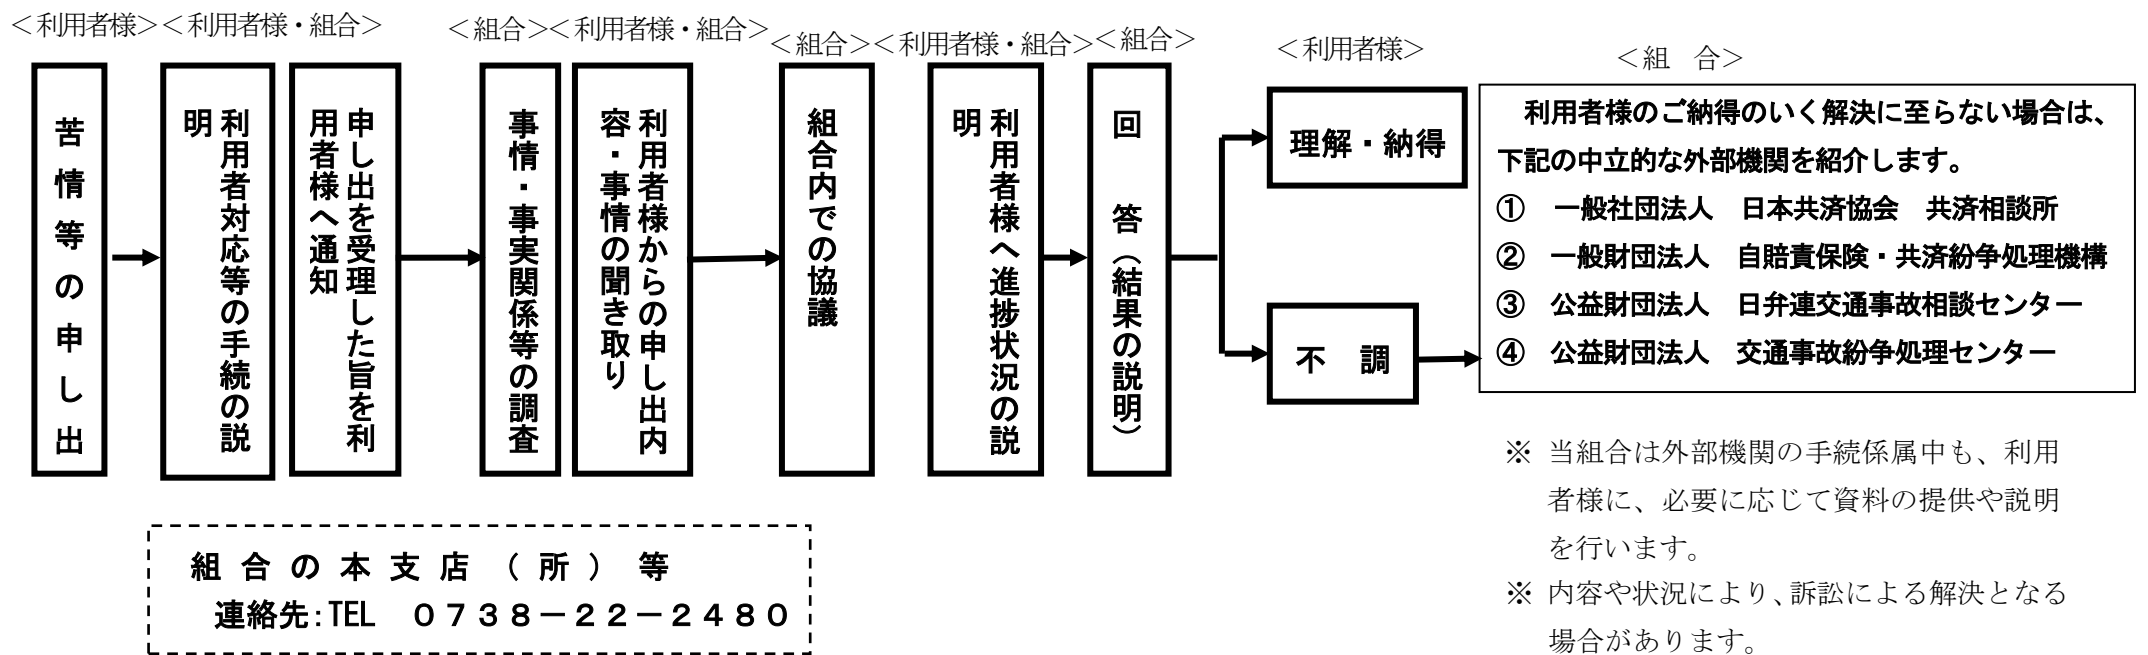 ＜利用者様＞
＜利用者様・組合＞
＜組合＞
＜利用者様・組合＞
＜組合＞
＜利用者様・組合＞
＜組合＞
＜利用者様＞
＜組　合＞
苦情等の申し出
利用者対応等の手続の説
明
申し出を受理した旨を利
用者様へ通知
事情・事実関係等の調査
利用者様からの申し出内
容・事情の聞き取り
組合内での協議
利用者様へ進捗状況の説
明
回　答（結果の説明）
理解・納得
不　調
利用者様のご納得のいく解決に至らない場合は、
下記の中立的な外部機関を紹介します。
①　一般社団法人　日本共済協会　共済相談所
②　一般財団法人　自賠責保険・共済紛争処理機構
③　公益財団法人　日弁連交通事故相談センター
④　公益財団法人　交通事故紛争処理センター
※ 当組合は外部機関の手続係属中も、利用
者様に、必要に応じて資料の提供や説明
を行います。
※ 内容や状況により、訴訟による解決となる
場合があります。
組合の本支店（所）等
連絡先：TEL　０７３８－２２－２４８０